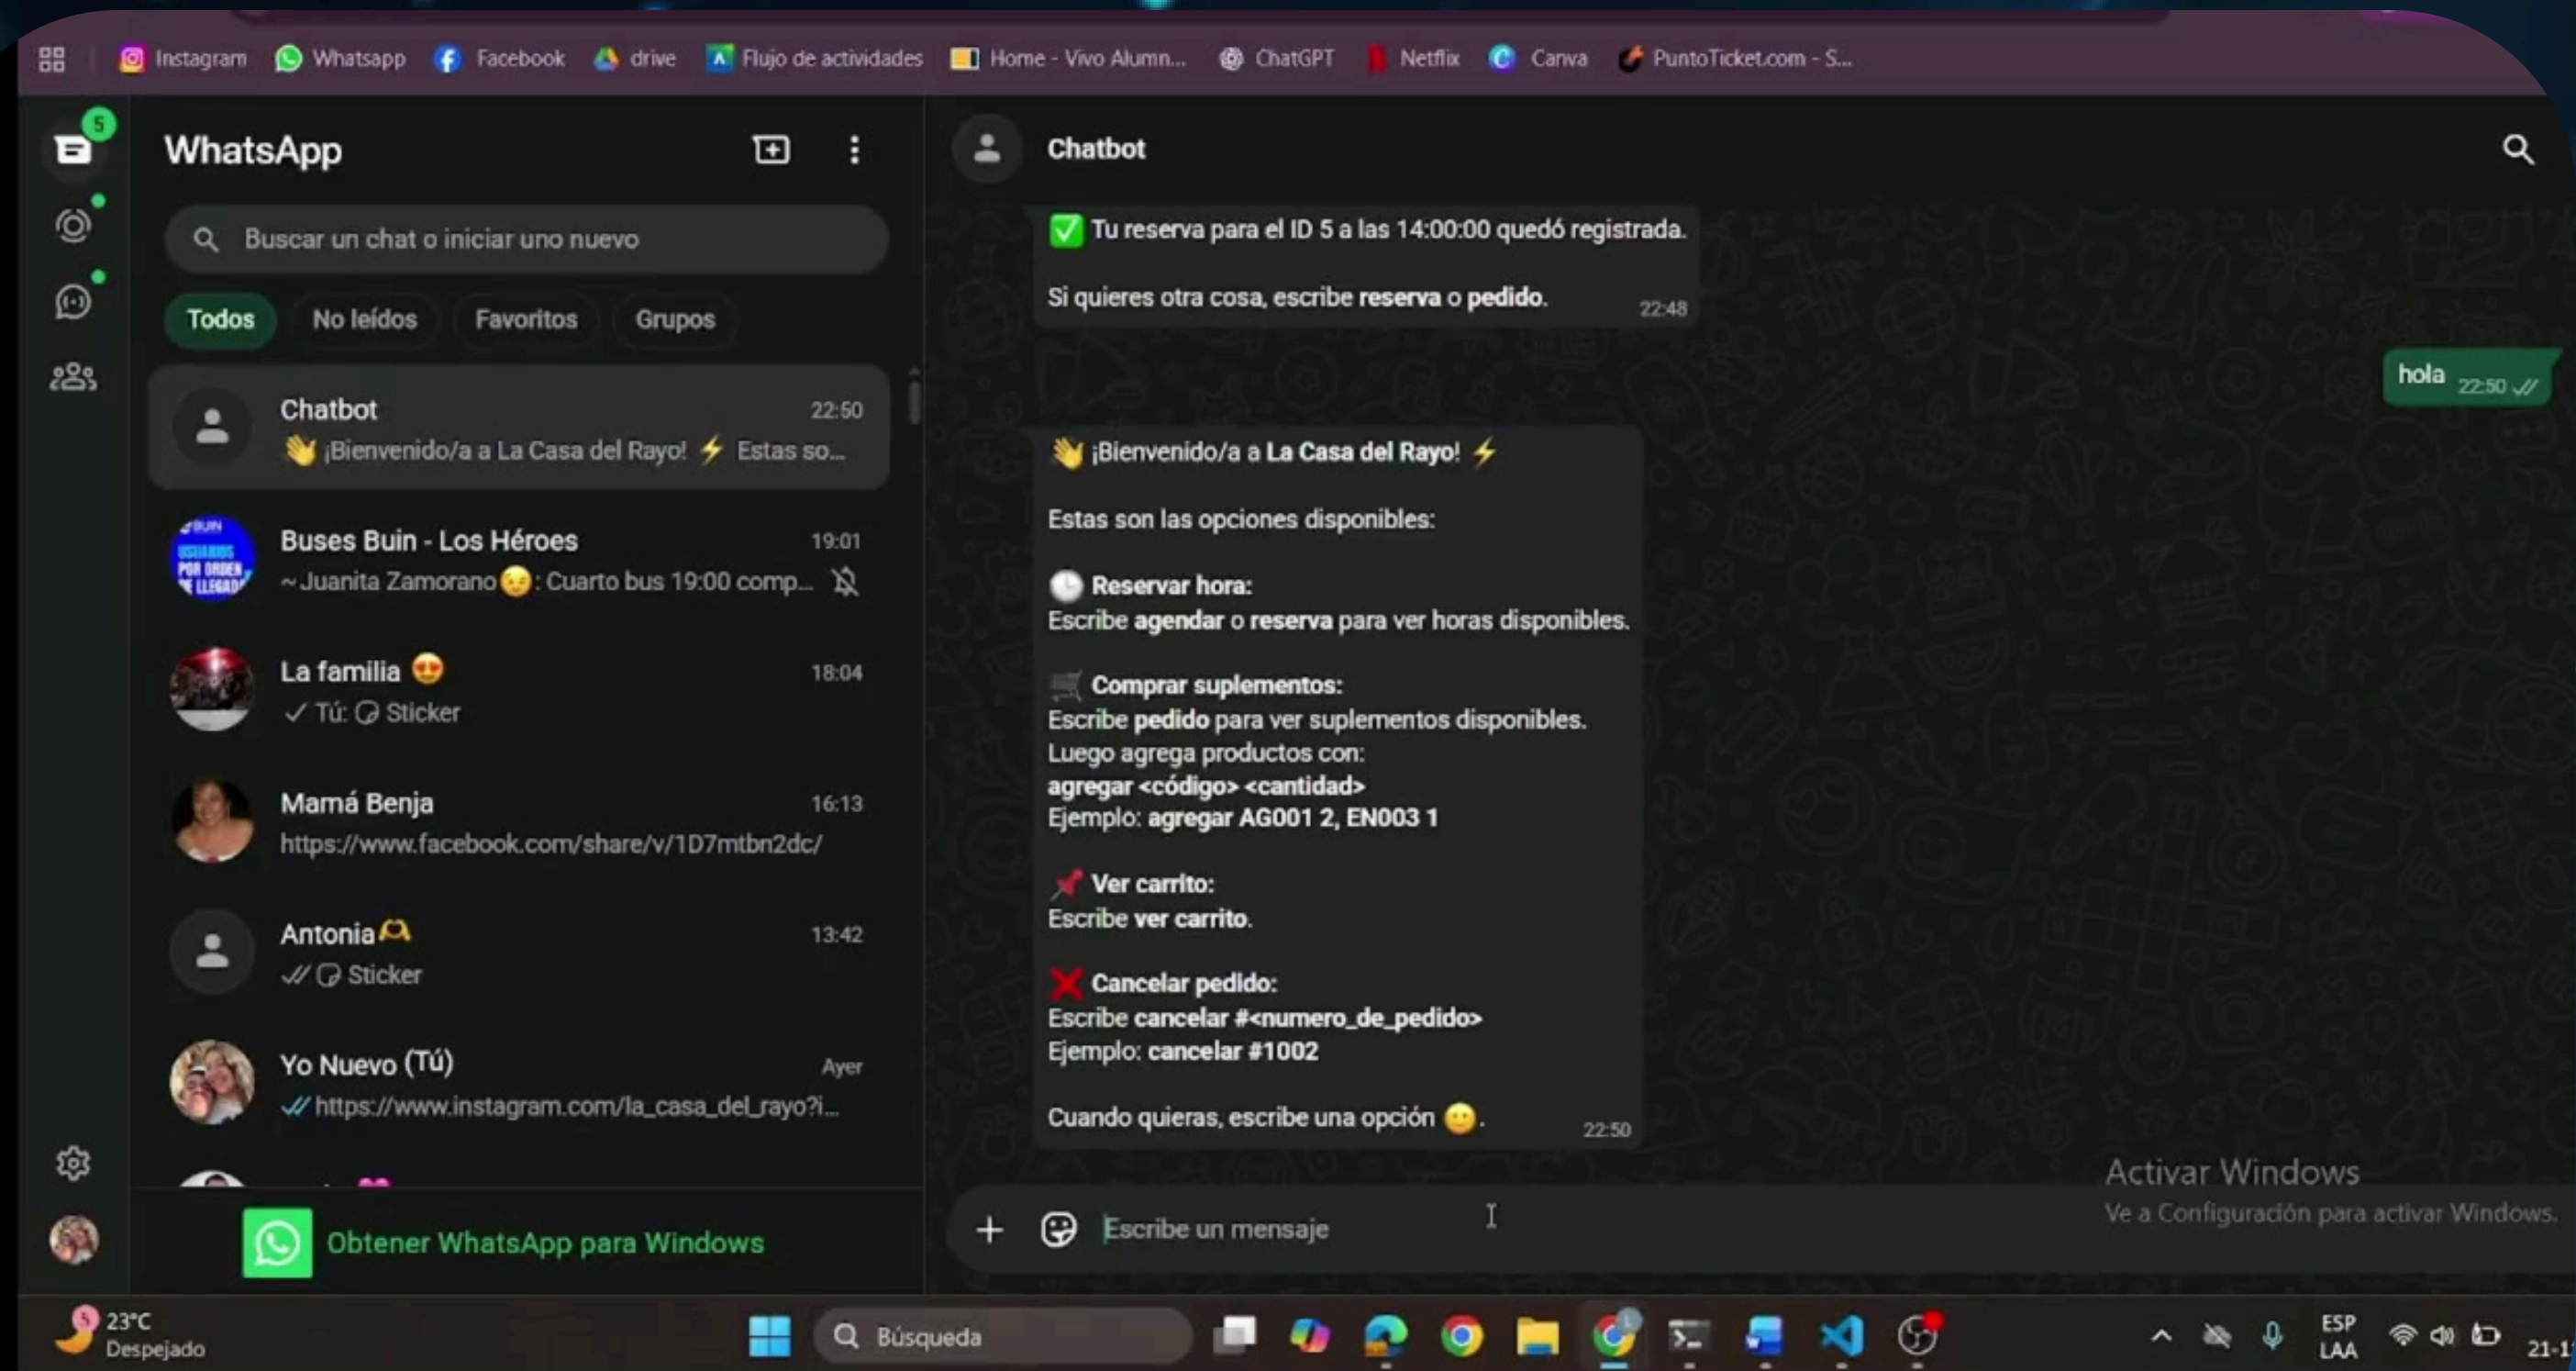 Instagram Whatsapp Facebook drive Flujo de actividades Home - Vivo Alumn... ChatGPT Netflix Canva PuntoTicket.com - S...
5
WhatsApp
Buscar un chat o iniciar uno nuevo
Todos No leídos Favoritos Grupos
Chatbot 22:50
👋 ¡Bienvenido/a a La Casa del Rayo! ⚡ Estas so...
BUIN
USUARIOS
POR ORDEN
DE LLEGADA
Buses Buin - Los Héroes 19:01
~ Juanita Zamorano😉: Cuarto bus 19:00 comp...
La familia 😍 18:04
✓ Tú: Sticker
Mamá Benja 16:13
https://www.facebook.com/share/v/1D7mtbn2dc/
Antonia🫶 13:42
Sticker
Yo Nuevo (Tú) Ayer
https://www.instagram.com/la_casa_del_rayo?i...
Obtener WhatsApp para Windows
Chatbot
✅ Tu reserva para el ID 5 a las 14:00:00 quedó registrada.
Si quieres otra cosa, escribe reserva o pedido. 22:48
hola 22:50
👋 ¡Bienvenido/a a La Casa del Rayo! ⚡
Estas son las opciones disponibles:
🕒 Reservar hora:
Escribe agendar o reserva para ver horas disponibles.
🛒 Comprar suplementos:
Escribe pedido para ver suplementos disponibles.
Luego agrega productos con:
agregar <código> <cantidad>
Ejemplo: agregar AG001 2, EN003 1
📌 Ver carrito:
Escribe ver carrito.
❌ Cancelar pedido:
Escribe cancelar #<numero_de_pedido>
Ejemplo: cancelar #1002
Cuando quieras, escribe una opción 🙂. 22:50
Escribe un mensaje
Activar Windows
Ve a Configuración para activar Windows.
5
23°C
Despejado
Búsqueda
ESP
LAA
21-1